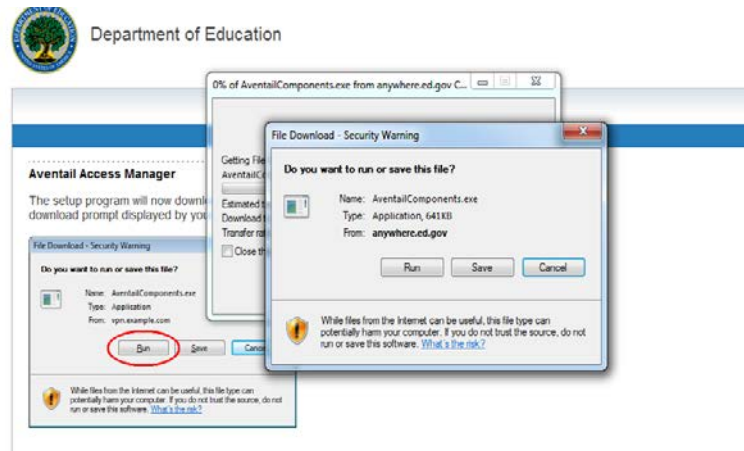 Department of Education
0% of AventailComponents.exe from anywhere.ed.gov C...
Getting File
AventailCo
Estimated t
Download t
Transfer rat
Close th
File Download - Security Warning
Do you want to run or save this file?
Name: AventailComponents.exe
Type: Application, 641KB
From: anywhere.ed.gov
Run Save Cancel
While files from the Internet can be useful, this file type can
potentially harm your computer. If you do not trust the source, do not
run or save this software. What's the risk?
Aventail Access Manager
The setup program will now downl
download prompt displayed by you
File Download - Security Warning
Do you want to run or save this file?
Name: AventailComponents.exe
Type: Application
From: vpn.example.com
Run Save Cance
While files from the Internet can be useful, this file type can
potentially harm your computer. If you do not trust the source, do not
run or save this software. What's the risk?